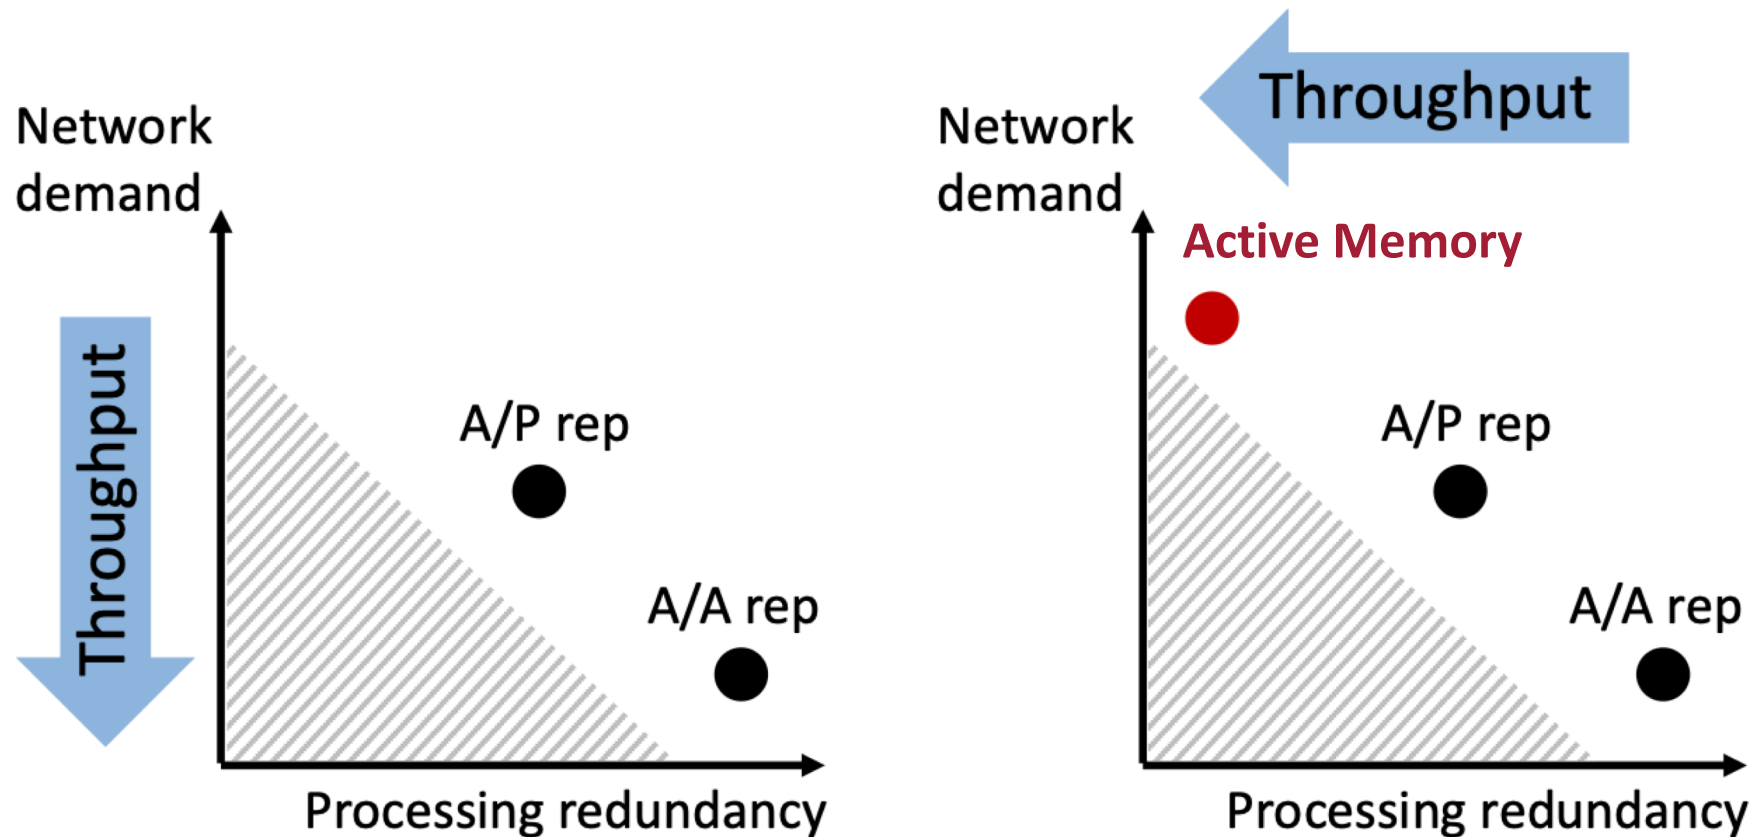 Network
demand
Throughput
A/P rep
A/A rep
Processing redundancy
Throughput
Network
demand
Active Memory
A/P rep
A/A rep
Processing redundancy